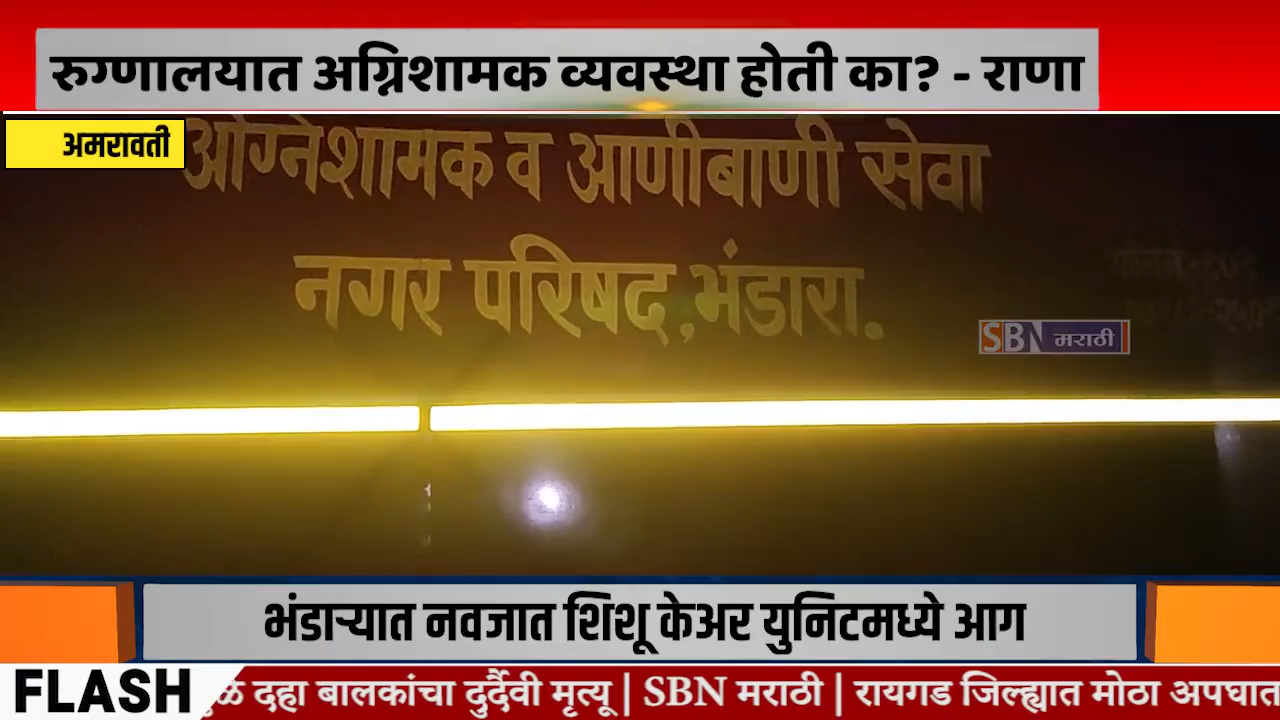 रुग्णालयात अग्निशामक व्यवस्था होती का? - राणा
अमरावती
अग्निशामक व आणीबाणी सेवा
नगर परिषद,भंडारा.
SBN मराठी
भंडाऱ्यात नवजात शिशू केअर युनिटमध्ये आग
FLASH
दहा बालकांचा दुर्दैवी मृत्यू | SBN मराठी | रायगड जिल्ह्यात मोठा अपघात